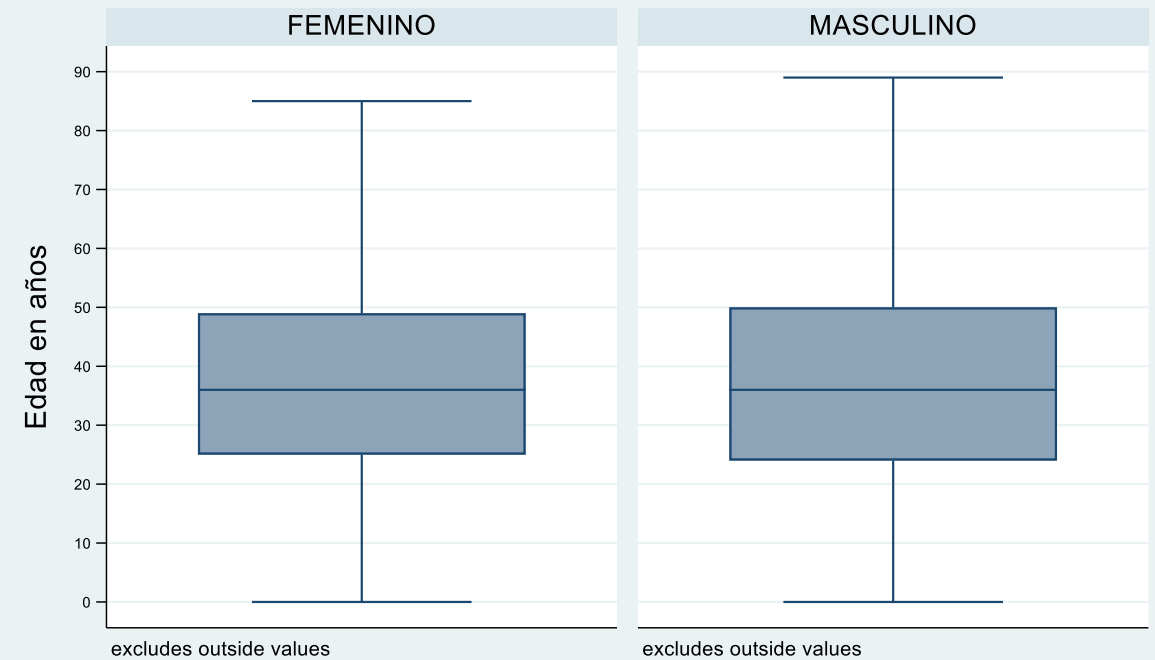 FEMENINO
MASCULINO
Edad en años
90
80
70
60
50
40
30
20
10
0
excludes outside values
excludes outside values